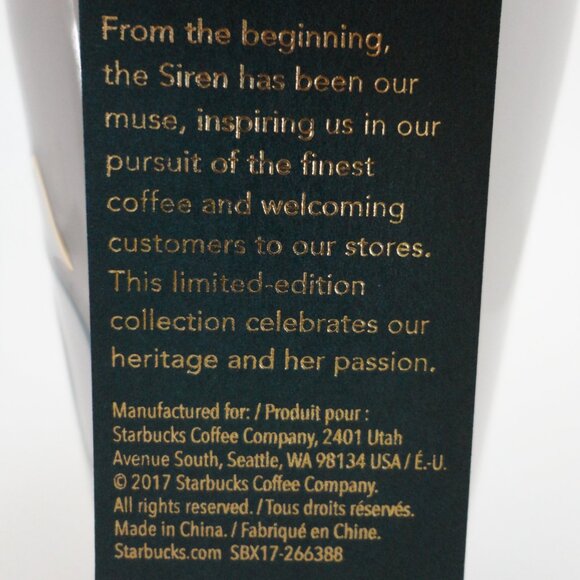 From the beginning,
the Siren has been our
muse, inspiring us in our
pursuit of the finest
coffee and welcoming
customers to our stores.
This limited-edition
collection celebrates our
heritage and her passion.
Manufactured for: / Produit pour :
Starbucks Coffee Company, 2401 Utah
Avenue South, Seattle, WA 98134 USA / É.-U.
© 2017 Starbucks Coffee Company.
All rights reserved. / Tous droits réservés.
Made in China. / Fabriqué en Chine.
Starbucks.com SBX17-266388